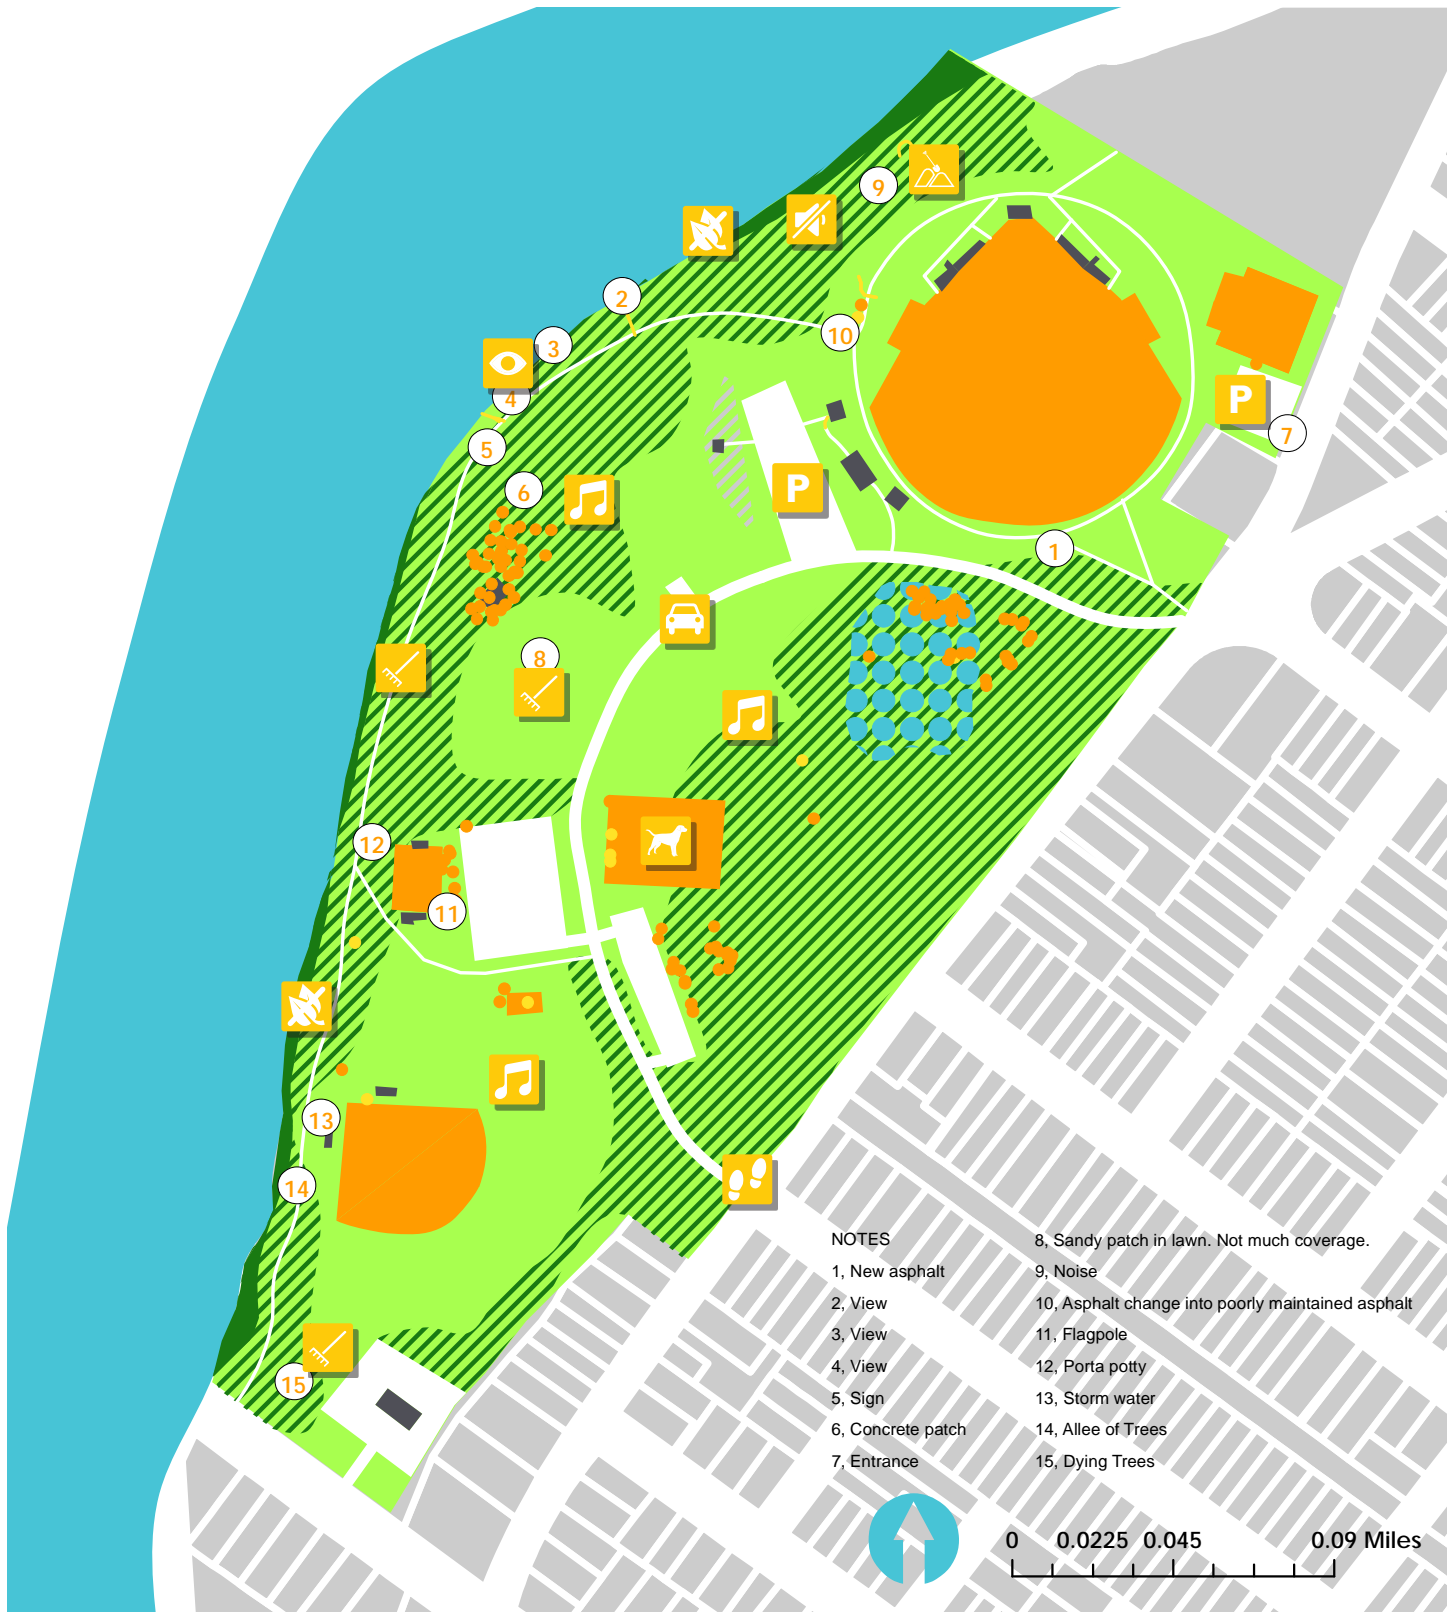 9
2
3
10
4
P
7
5
6
P
1
8
12
11
13
14
15
NOTES
1, New asphalt
2, View
3, View
4, View
5, Sign
6, Concrete patch
7, Entrance
8, Sandy patch in lawn. Not much coverage.
9, Noise
10, Asphalt change into poorly maintained asphalt
11, Flagpole
12, Porta potty
13, Storm water
14, Allee of Trees
15, Dying Trees
0 0.0225 0.045 0.09 Miles